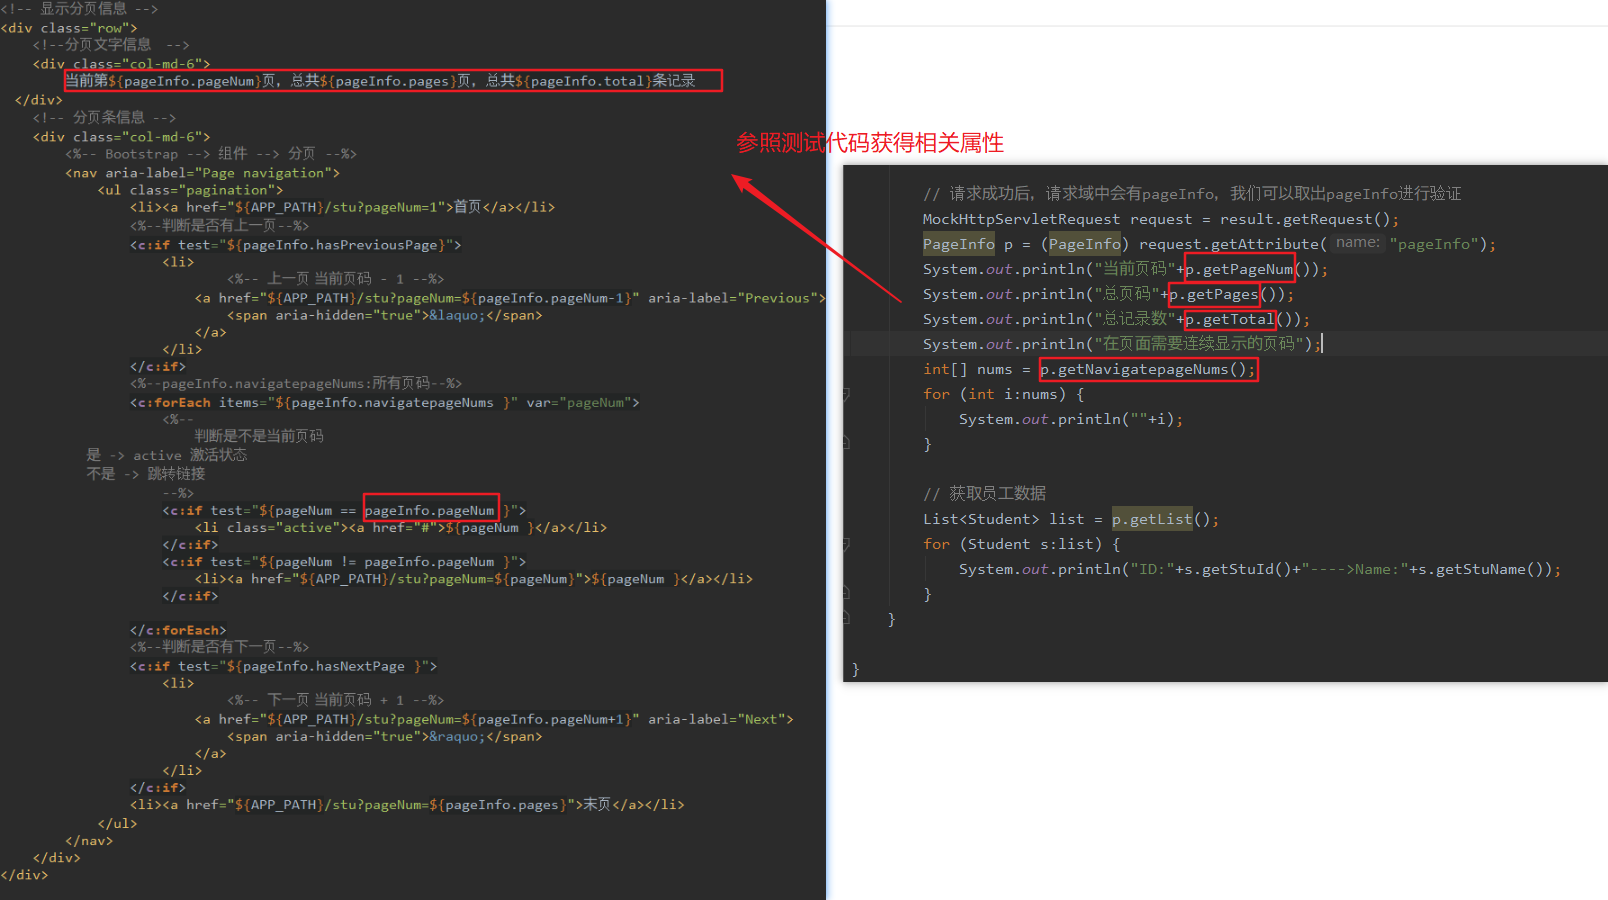 <!-- 显示分页信息 -->
<div class="row">
<!--分页文字信息  -->
<div class="col-md-6">
当前第${pageInfo.pageNum}页，总共${pageInfo.pages}页，总共${pageInfo.total}条记录
</div>
<!-- 分页条信息 -->
<div class="col-md-6">
<%-- Bootstrap --> 组件 --> 分页 --%>
<nav aria-label="Page navigation">
<ul class="pagination">
<li><a href="${APP_PATH}/stu?pageNum=1">首页</a></li>
<%--判断是否有上一页--%>
<c:if test="${pageInfo.hasPreviousPage}">
<li>
<%-- 上一页 当前页码 - 1 --%>
<a href="${APP_PATH}/stu?pageNum=${pageInfo.pageNum-1}" aria-label="Previous">
<span aria-hidden="true">&laquo;</span>
</a>
</li>
</c:if>
<%--pageInfo.navigatepageNums:所有页码--%>
<c:forEach items="${pageInfo.navigatepageNums }" var="pageNum">
<%--
判断是不是当前页码
是 -> active 激活状态
不是 -> 跳转链接
--%>
<c:if test="${pageNum == pageInfo.pageNum }">
<li class="active"><a href="#">${pageNum }</a></li>
</c:if>
<c:if test="${pageNum != pageInfo.pageNum }">
<li><a href="${APP_PATH}/stu?pageNum=${pageNum}">${pageNum }</a></li>
</c:if>
</c:forEach>
<%--判断是否有下一页--%>
<c:if test="${pageInfo.hasNextPage }">
<li>
<%-- 下一页 当前页码 + 1 --%>
<a href="${APP_PATH}/stu?pageNum=${pageInfo.pageNum+1}" aria-label="Next">
<span aria-hidden="true">&raquo;</span>
</a>
</li>
</c:if>
<li><a href="${APP_PATH}/stu?pageNum=${pageInfo.pages}">末页</a></li>
</ul>
</nav>
</div>
</div>
参照测试代码获得相关属性
// 请求成功后，请求域中会有pageInfo，我们可以取出pageInfo进行验证
MockHttpServletRequest request = result.getRequest();
PageInfo p = (PageInfo) request.getAttribute( name: "pageInfo");
System.out.println("当前页码"+p.getPageNum());
System.out.println("总页码"+p.getPages());
System.out.println("总记录数"+p.getTotal());
System.out.println("在页面需要连续显示的页码");
int[] nums = p.getNavigatepageNums();
for (int i:nums) {
System.out.println(""+i);
}
// 获取员工数据
List<Student> list = p.getList();
for (Student s:list) {
System.out.println("ID:"+s.getStuId()+"---->Name:"+s.getStuName());
}
}
}